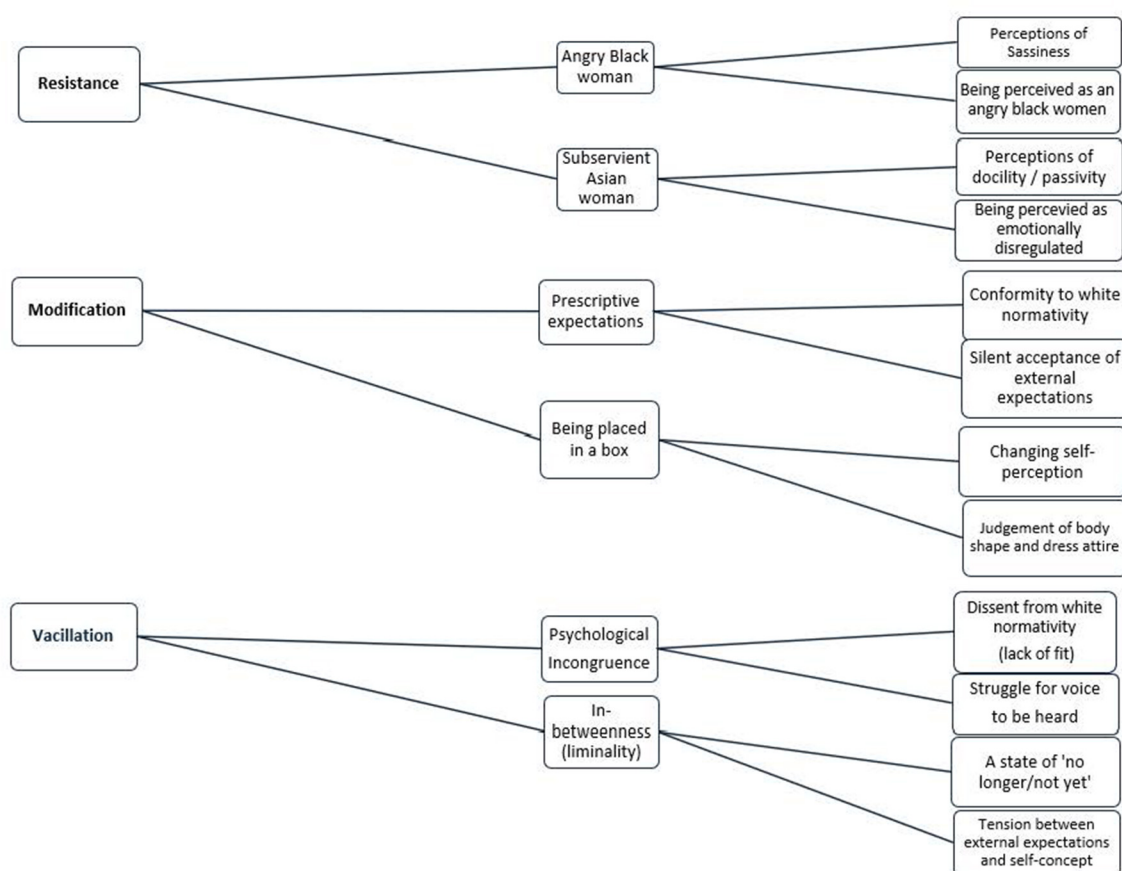 Resistance
Angry Black
woman
Perceptions of
Sassiness
Being perceived as an
angry black women
Subservient
Asian
woman
Perceptions of
docility / passivity
Being percevied as
emotionally
disregulated
Modification
Prescriptive
expectations
Conformity to white
normativity
Silent acceptance of
external
expectations
Being placed
in a box
Changing self-
perception
Judgement of body
shape and dress attire
Vacillation
Psychological
Incongruence
Dissent from white
normativity
(lack of fit)
Struggle for voice
to be heard
In-
betweenness
(liminality)
A state of 'no
longer/not yet'
Tension between
external expectations
and self-concept